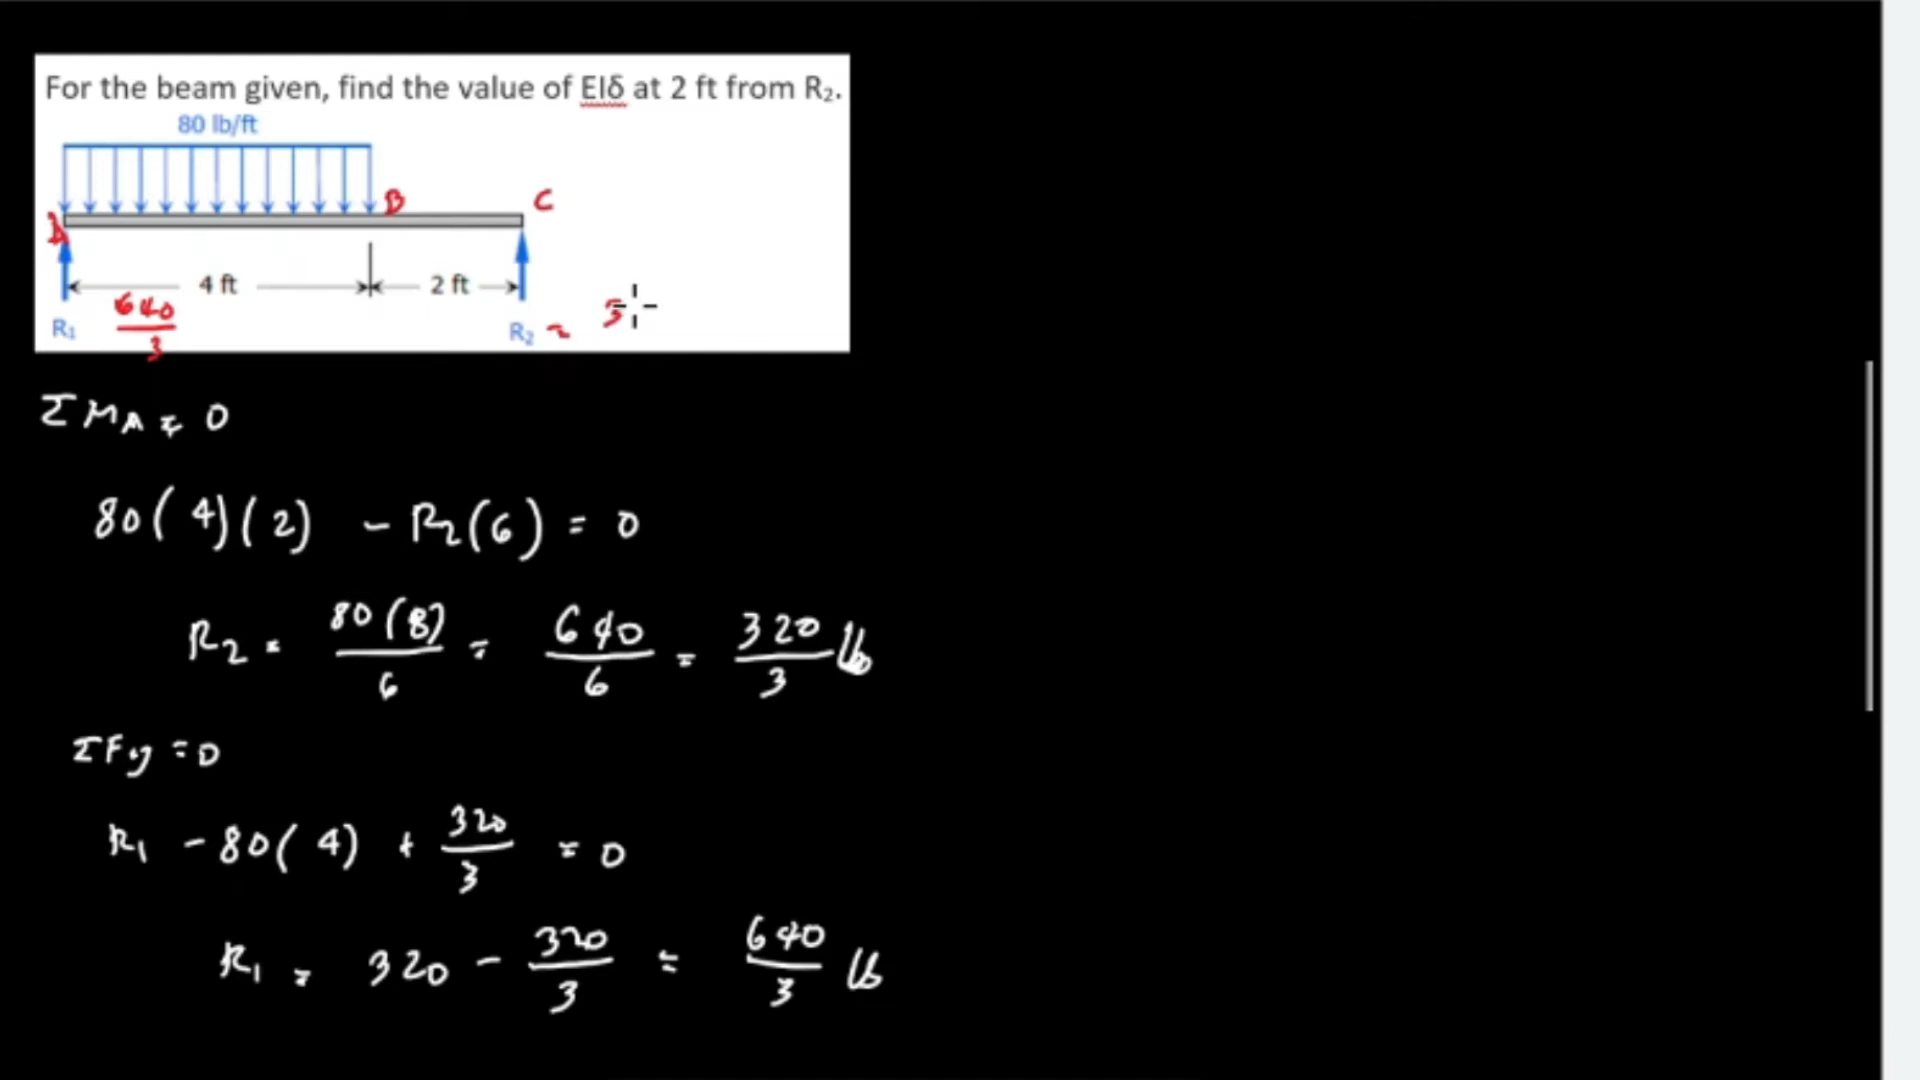 For the beam given, find the value of EIδ at 2 ft from R₂.
80 lb/ft
A B C
4 ft 2 ft
R₁ 640/3 R₂ = 3
ΣM_A = 0
80(4)(2) - R₂(6) = 0
R₂ = 80(8)/6 = 640/6 = 320/3 lb
ΣFy = 0
R₁ - 80(4) + 320/3 = 0
R₁ = 320 - 320/3 = 640/3 lb